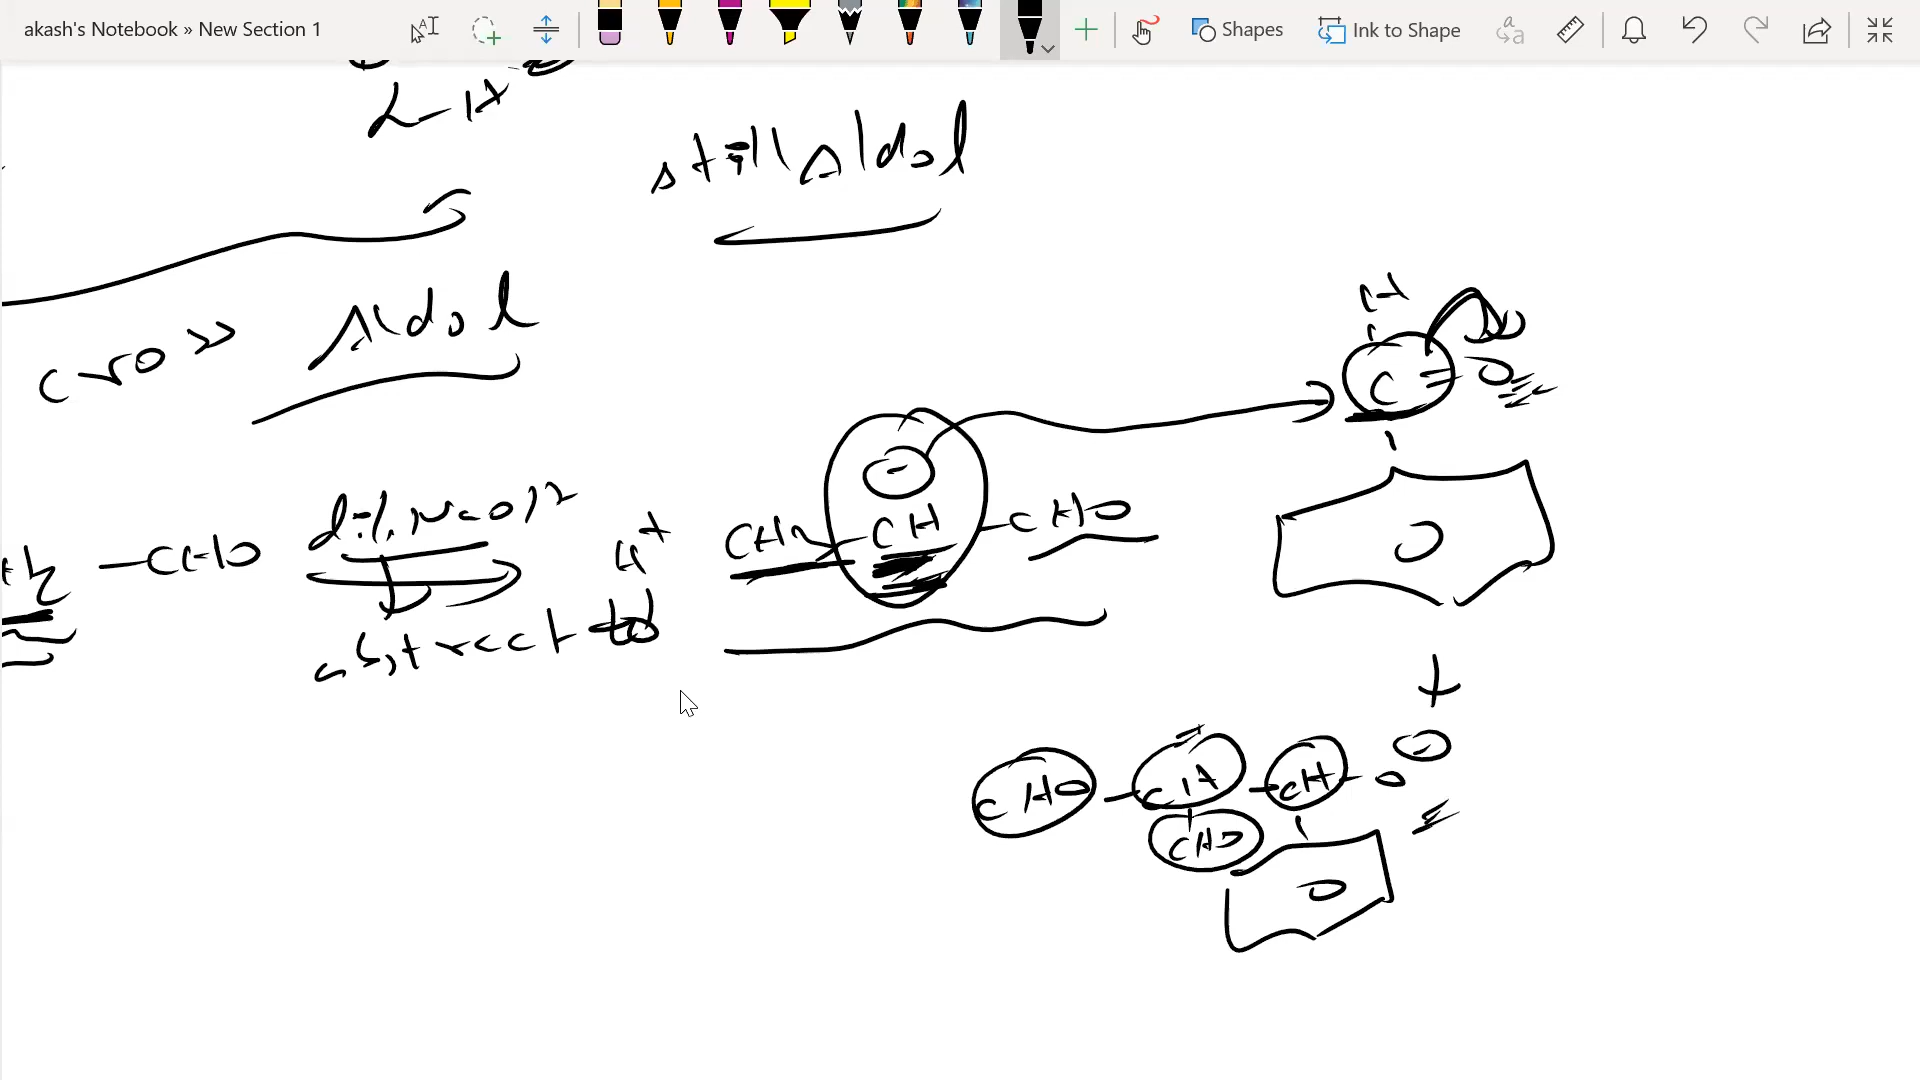 akash's Notebook » New Section 1
Shapes
Ink to Shape
α-H
still Aldol
cross Aldol
H
C=O
-
CH3-CH-CHO
-CHO
dil. NaOH
H+
abstract
+
-
CHO-CH-CH-O
CHO